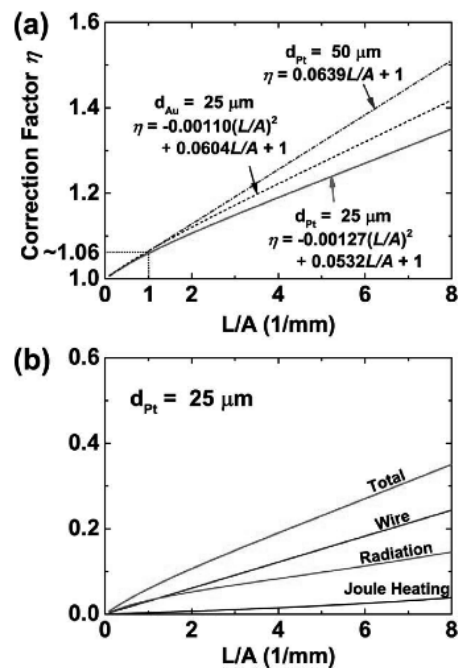 (a)
1.6
1.4
1.2
~1.06
1.0
Correction Factor η
d_Pt = 50 μm
η = 0.0639L/A + 1
d_Au = 25 μm
η = -0.00110(L/A)²
+ 0.0604L/A + 1
d_Pt = 25 μm
η = -0.00127(L/A)²
+ 0.0532L/A + 1
0 1 2 4 6 8
L/A (1/mm)
(b)
0.6
0.4
0.2
0.0
d_Pt = 25 μm
Total
Wire
Radiation
Joule Heating
0 2 4 6 8
L/A (1/mm)